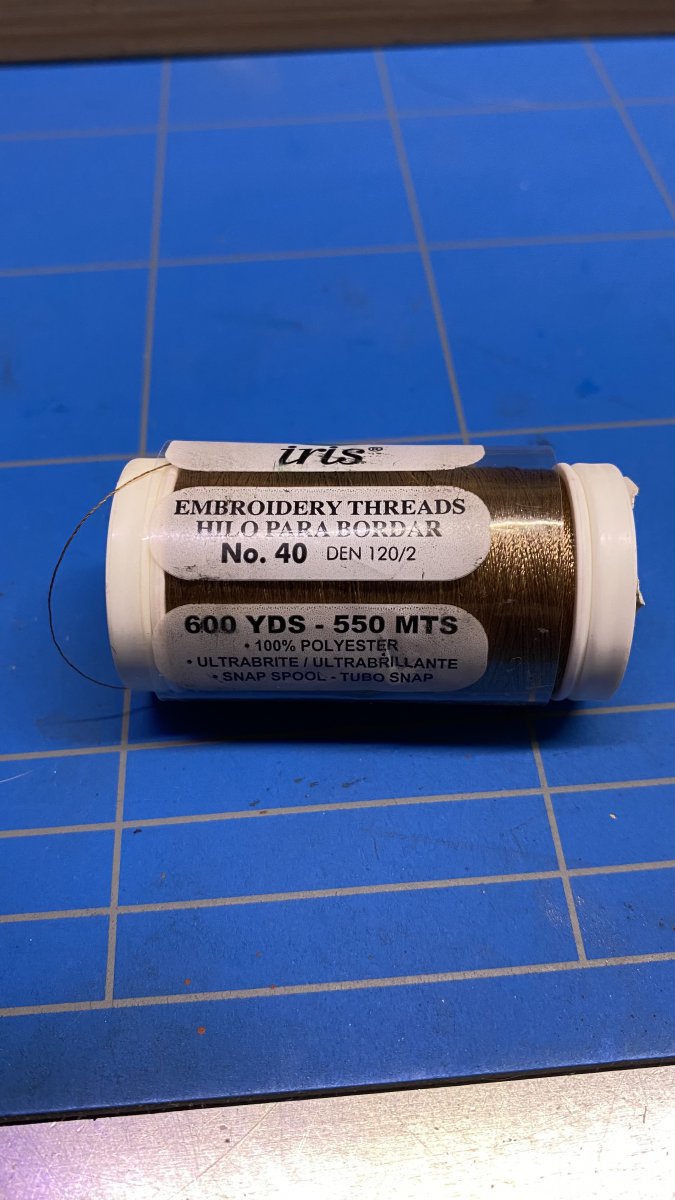 iris®
EMBROIDERY THREADS
HILO PARA BORDAR
No. 40 DEN 120/2
600 YDS - 550 MTS
• 100% POLYESTER
• ULTRABRITE / ULTRABRILLANTE
• SNAP SPOOL - TUBO SNAP